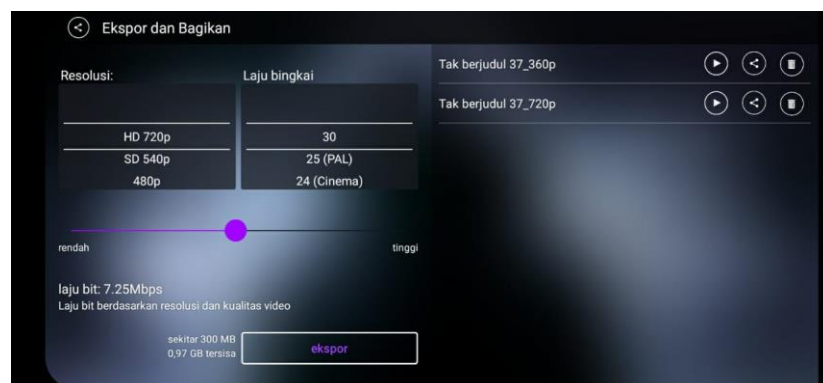 Ekspor dan Bagikan
Resolusi:
Laju bingkai
HD 720p
30
SD 540p
25 (PAL)
480p
24 (Cinema)
rendah
tinggi
laju bit: 7.25Mbps
Laju bit berdasarkan resolusi dan kualitas video
sekitar 300 MB
0,97 GB tersisa
ekspor
Tak berjudul 37_360p
Tak berjudul 37_720p